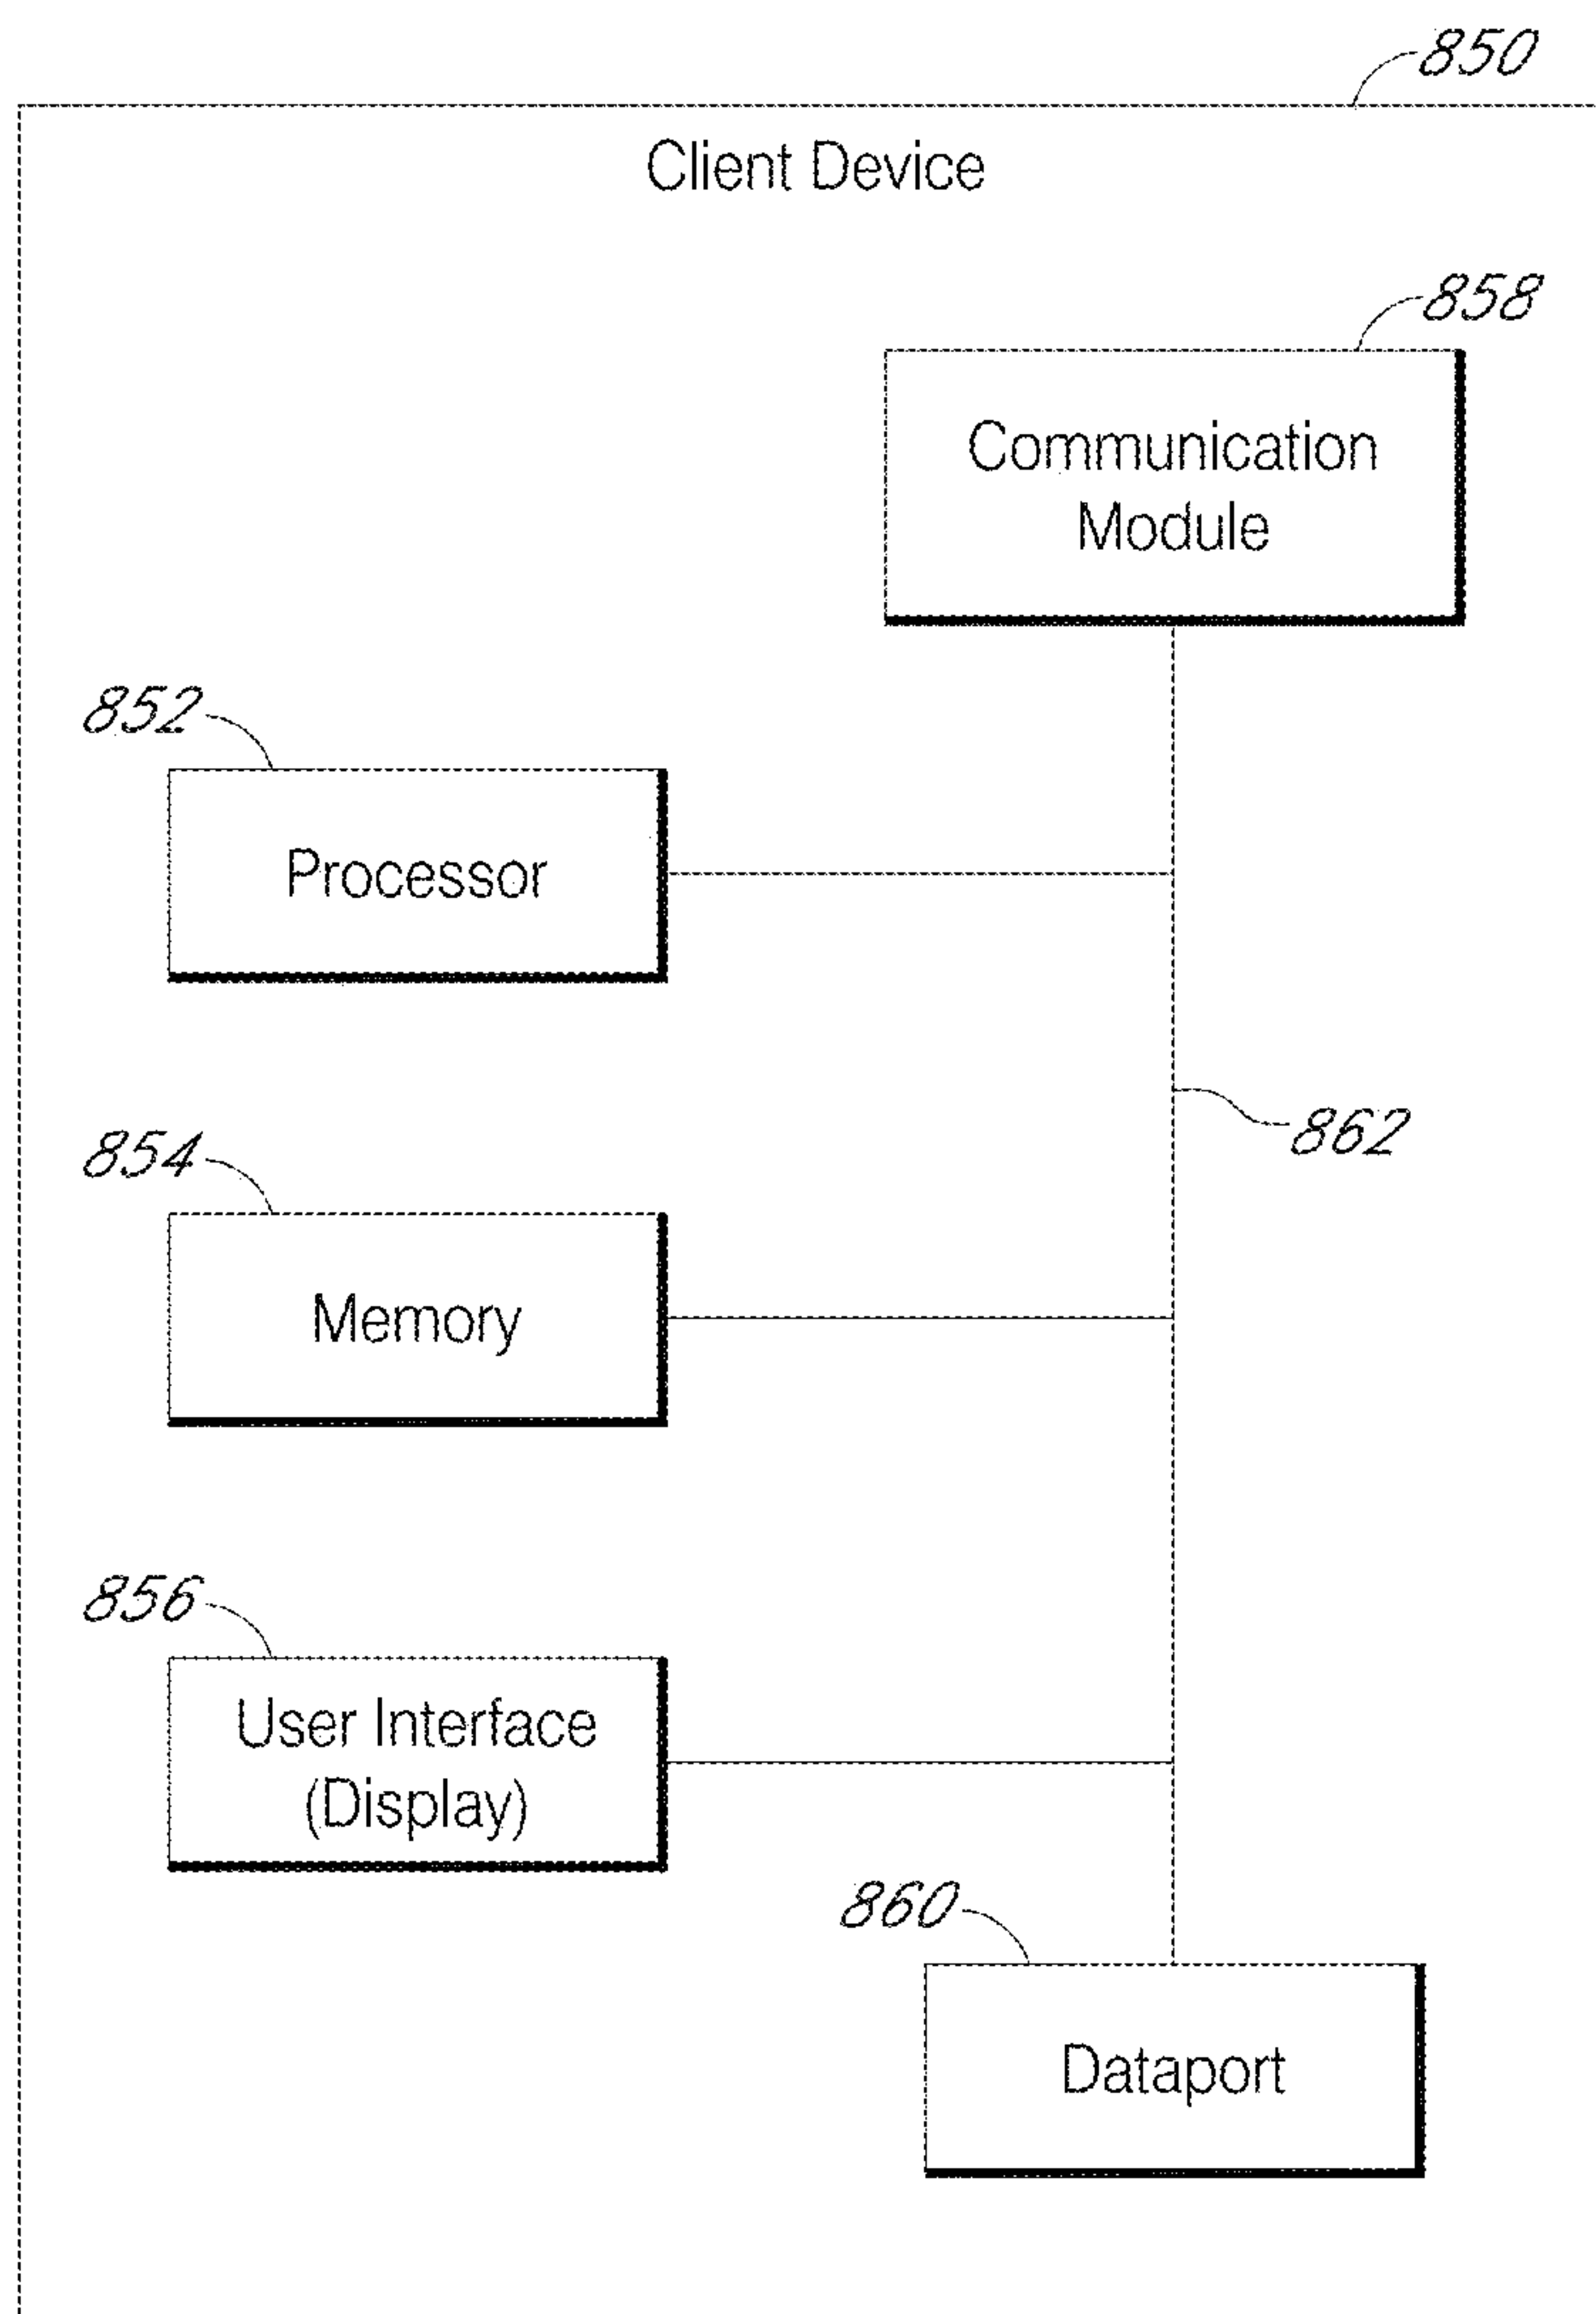 850
Client Device
858
Communication
Module
852
Processor
862
854
Memory
856
User Interface
(Display)
860
Dataport